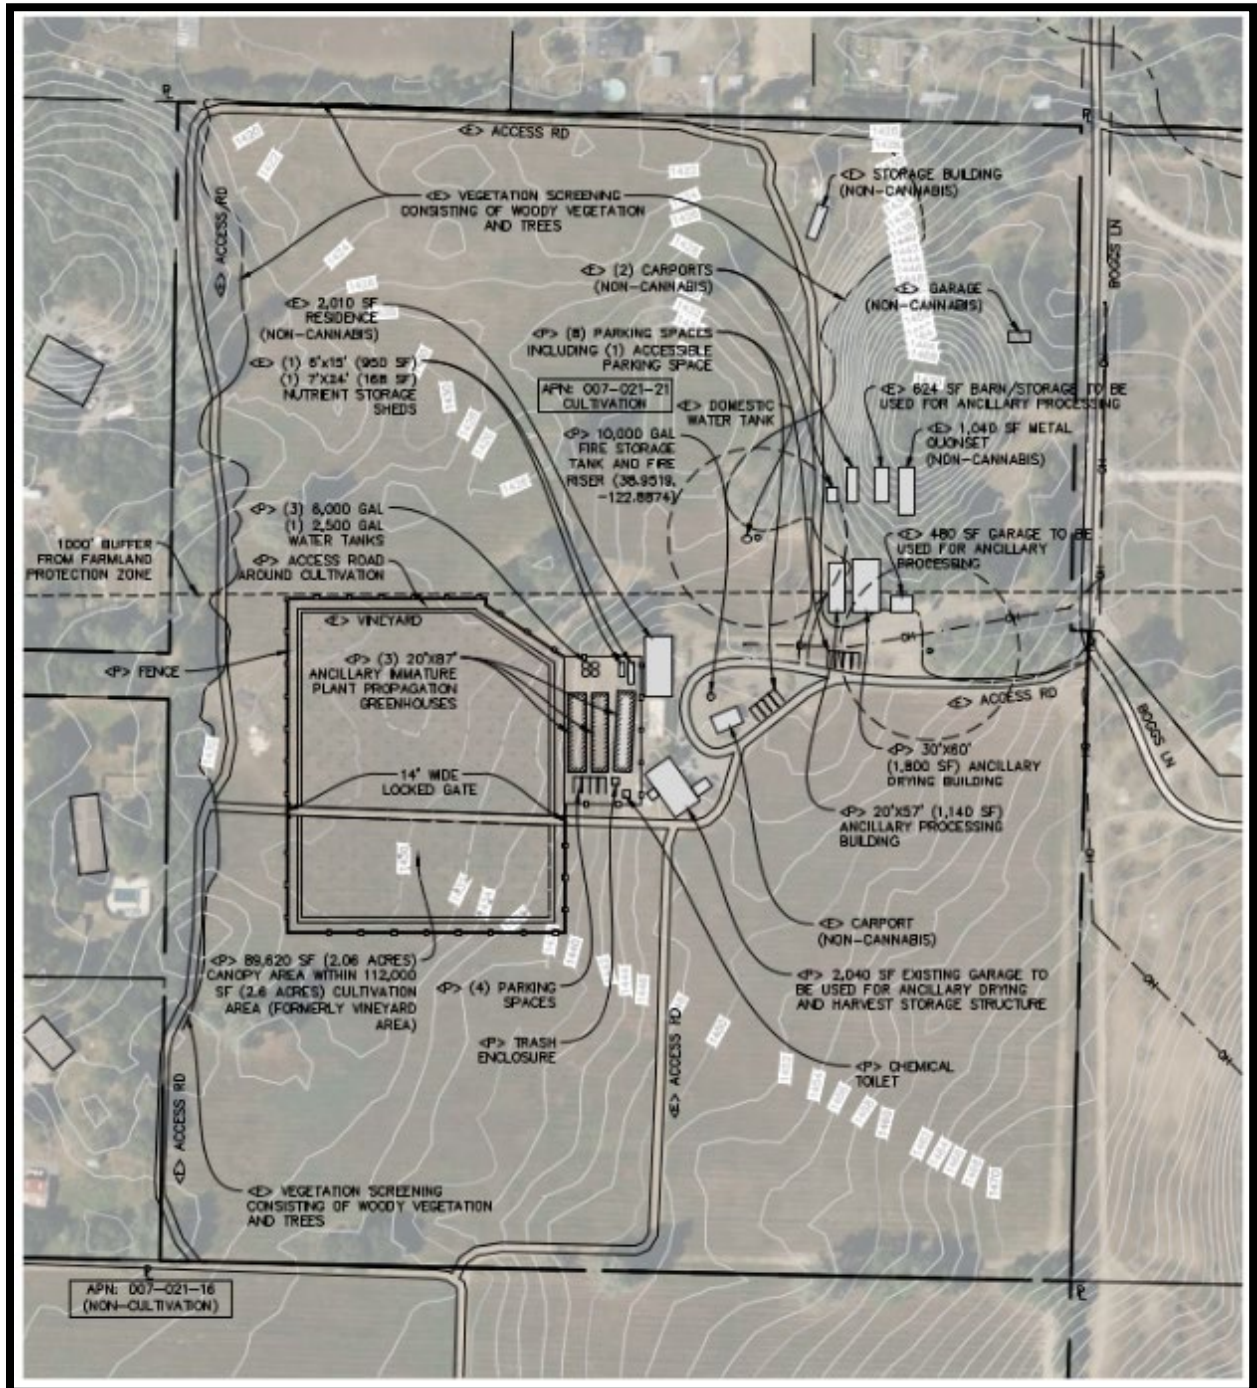 <E> ACCESS RD
<E> ACCESS RD
<E> VEGETATION SCREENING
CONSISTING OF WOODY VEGETATION
AND TREES
<E> STORAGE BUILDING
(NON-CANNABIS)
BOGGS LN
<E> (2) CARPORTS
(NON-CANNABIS)
<E> GARAGE
(NON-CANNABIS)
<E> 2,010 SF
RESIDENCE
(NON-CANNABIS)
<P> (8) PARKING SPACES
INCLUDING (1) ACCESSIBLE
PARKING SPACE
(1) 7'X24' (168 SF)
NUTRIENT STORAGE
SHEDS
APN: 007-021-21
CULTIVATION
<E> 624 SF BARN/STORAGE TO BE
USED FOR ANCILLARY PROCESSING
<E> DOMESTIC
WATER TANK
<E> 1,040 SF METAL
QUONSET
(NON-CANNABIS)
<P> 10,000 GAL
FIRE STORAGE
TANK AND FIRE
RISER (38.9519,
-122.8874)
<P> (3) 6,000 GAL
(1) 2,500 GAL
WATER TANKS
1000' BUFFER
FROM FARMLAND
PROTECTION ZONE
<P> ACCESS ROAD
AROUND CULTIVATION
<E> 480 SF GARAGE TO BE
USED FOR ANCILLARY
PROCESSING
<E> VINEYARD
OH
OH
<P> FENCE
<P> (3) 20'X87'
ANCILLARY IMMATURE
PLANT PROPAGATION
GREENHOUSES
<E> ACCESS RD
BOGGS LN
<P> 30'X60'
(1,800 SF) ANCILLARY
DRYING BUILDING
14' WIDE
LOCKED GATE
<P> 20'X57' (1,140 SF)
ANCILLARY PROCESSING
BUILDING
<E> CARPORT
(NON-CANNABIS)
<P> 89,620 SF (2.06 ACRES)
CANOPY AREA WITHIN 112,000
SF (2.6 ACRES) CULTIVATION
AREA (FORMERLY VINEYARD
AREA)
<P> (4) PARKING
SPACES
<P> 2,040 SF EXISTING GARAGE TO
BE USED FOR ANCILLARY DRYING
AND HARVEST STORAGE STRUCTURE
<P> TRASH
ENCLOSURE
<P> CHEMICAL
TOILET
<E> ACCESS RD
<E> ACCESS RD
OH
OH
<E> VEGETATION SCREENING
CONSISTING OF WOODY VEGETATION
AND TREES
APN: 007-021-16
(NON-CULTIVATION)